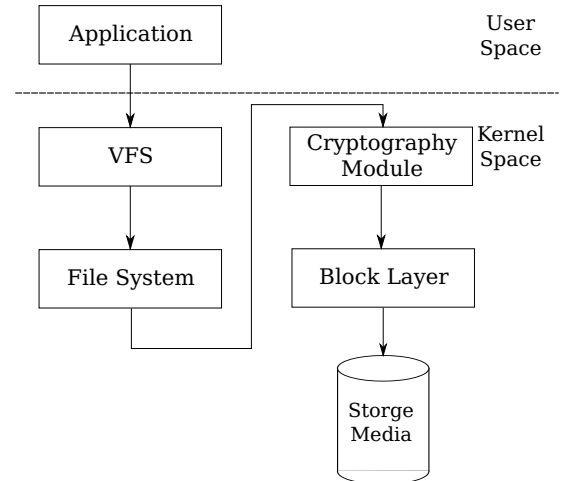 Application
User
Space
VFS
Cryptography
Module
Kernel
Space
File System
Block Layer
Storge
Media